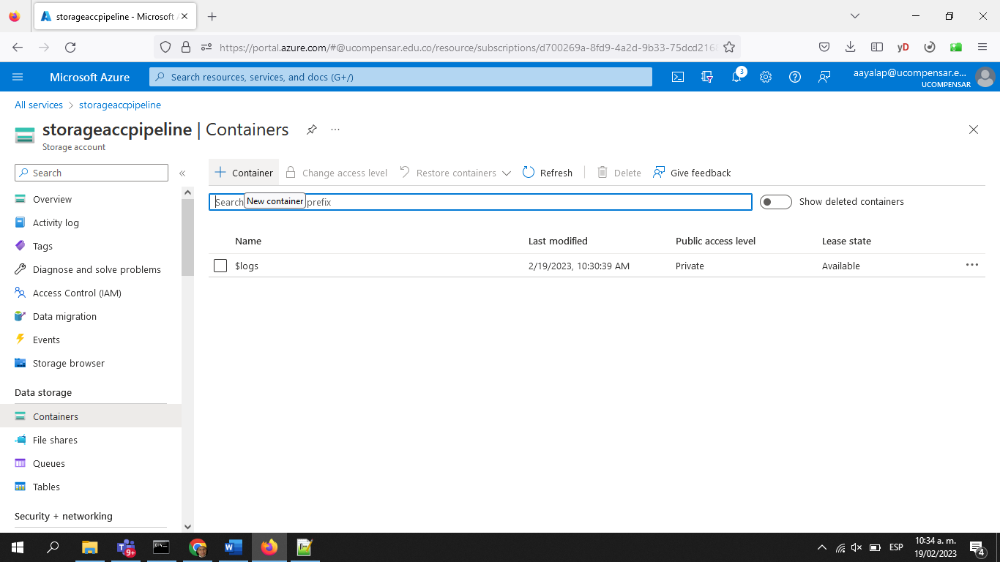 storageaccpipeline - Microsoft A
https://portal.azure.com/#@ucompensar.edu.co/resource/subscriptions/d700269a-8fd9-4a2d-9b33-75dcd216
yD
Microsoft Azure
Search resources, services, and docs (G+/)
3
aayalap@ucompensar.e...
UCOMPENSAR
All services > storageaccpipeline
storageaccpipeline | Containers
Storage account
Search
Container
Change access level
Restore containers
Refresh
Delete
Give feedback
Search
New container
prefix
Show deleted containers
Overview
Activity log
Tags
Diagnose and solve problems
Access Control (IAM)
Data migration
Events
Storage browser
Data storage
Containers
File shares
Queues
Tables
Security + networking
Name Last modified Public access level Lease state
$logs 2/19/2023, 10:30:39 AM Private Available
9+
ESP
10:34 a. m.
19/02/2023
4